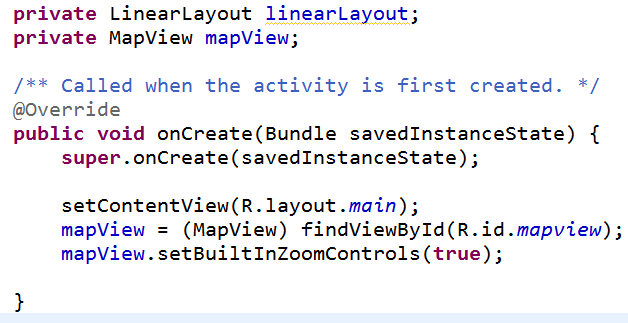 private LinearLayout linearLayout;
private MapView mapView;
/** Called when the activity is first created. */
@Override
public void onCreate(Bundle savedInstanceState) {
super.onCreate(savedInstanceState);
setContentView(R.layout.main);
mapView = (MapView) findViewById(R.id.mapview);
mapView.setBuiltInZoomControls(true);
}